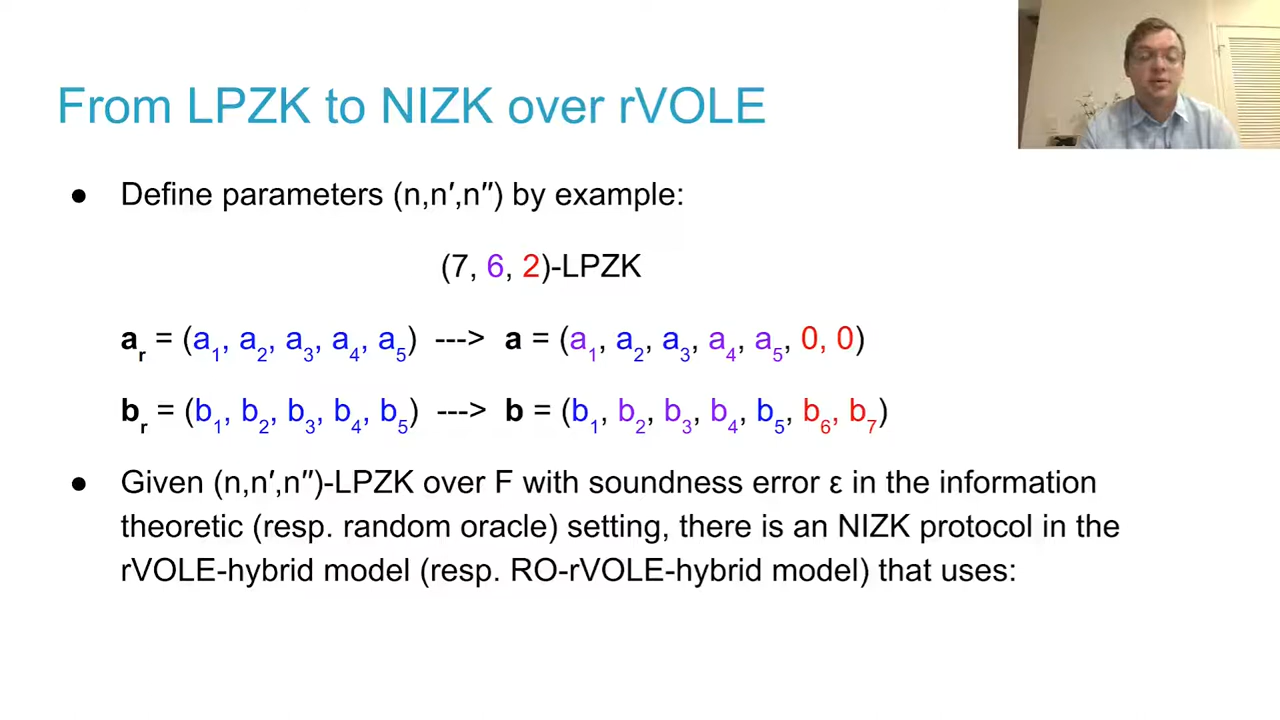 From LPZK to NIZK over rVOLE
● Define parameters (n,n′,n″) by example:
(7, 6, 2)-LPZK
aᵣ = (a₁, a₂, a₃, a₄, a₅) ---> a = (a₁, a₂, a₃, a₄, a₅, 0, 0)
bᵣ = (b₁, b₂, b₃, b₄, b₅) ---> b = (b₁, b₂, b₃, b₄, b₅, b₆, b₇)
● Given (n,n′,n″)-LPZK over F with soundness error ε in the information
theoretic (resp. random oracle) setting, there is an NIZK protocol in the
rVOLE-hybrid model (resp. RO-rVOLE-hybrid model) that uses: